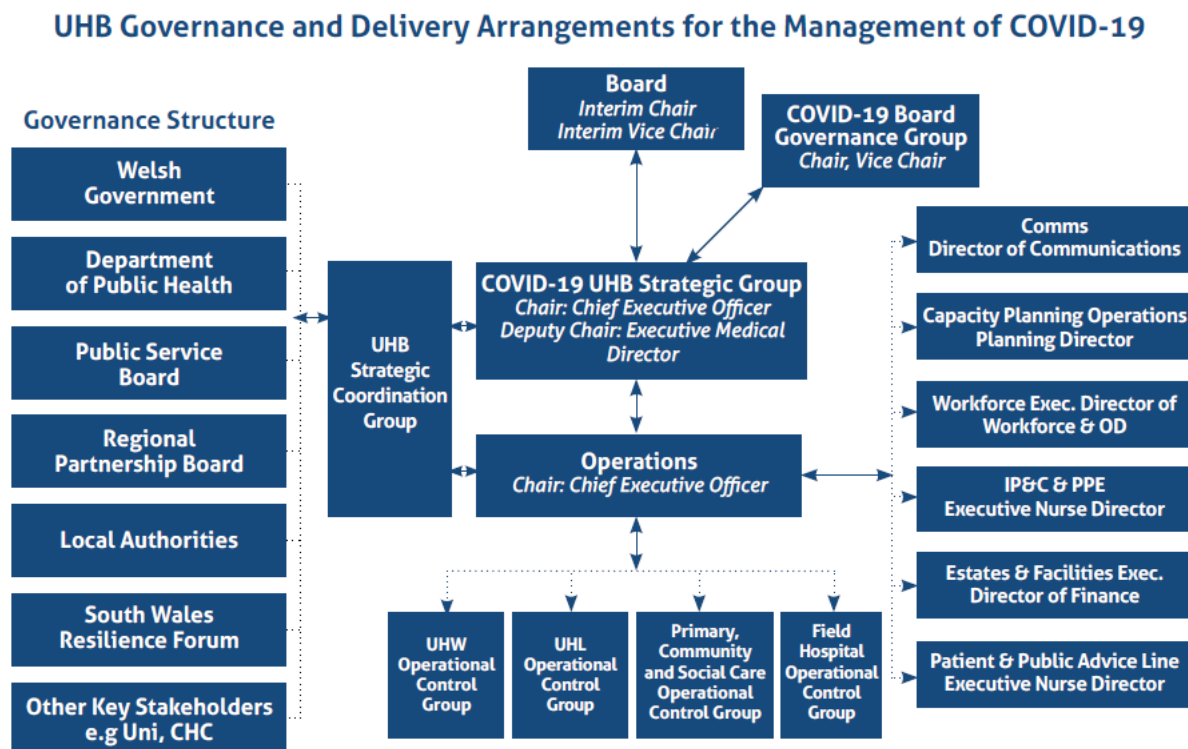 UHB Governance and Delivery Arrangements for the Management of COVID-19
Governance Structure
Welsh
Government
Department
of Public Health
Public Service
Board
Regional
Partnership Board
Local Authorities
South Wales
Resilience Forum
Other Key Stakeholders
e.g Uni, CHC
UHB
Strategic
Coordination
Group
Board
Interim Chair
Interim Vice Chair
COVID-19 Board
Governance Group
Chair, Vice Chair
COVID-19 UHB Strategic Group
Chair: Chief Executive Officer
Deputy Chair: Executive Medical
Director
Operations
Chair: Chief Executive Officer
UHW
Operational
Control
Group
UHL
Operational
Control
Group
Primary,
Community
and Social Care
Operational
Control Group
Field
Hospital
Operational
Control
Group
Comms
Director of Communications
Capacity Planning Operations
Planning Director
Workforce Exec. Director of
Workforce & OD
IP&C & PPE
Executive Nurse Director
Estates & Facilities Exec.
Director of Finance
Patient & Public Advice Line
Executive Nurse Director